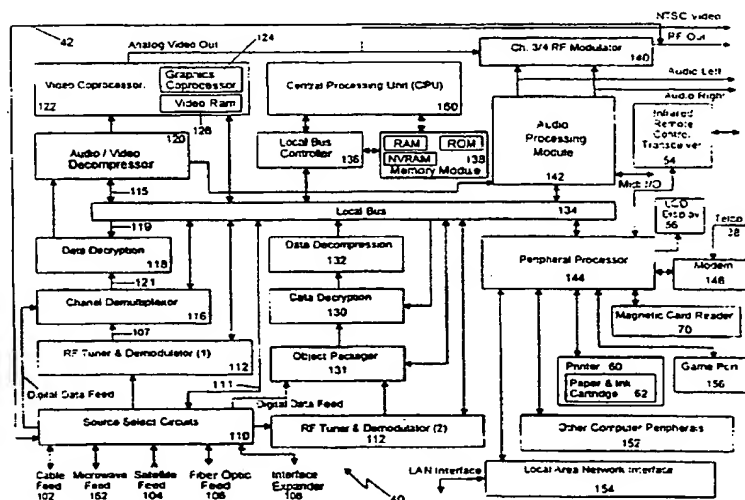 42
NTSC Video
RF Out
Analog Video Out
124
Ch. 3/4 RF Modulator
140
Audio Left
Audio Right
Video Coprocessor
122
Graphics
Coprocessor
Video Ram
126
Central Processing Unit (CPU)
160
Infrared
Remote
Control
Transceiver
54
120
Audio / Video
Decompressor
Local Bus
Controller
136
RAM
ROM
NVRAM
138
Memory Module
Audio
Processing
Module
142
115
Midi I/O
Local Bus
134
LCD
Display
56
Telco
28
119
Data Decryption
118
Data Decompression
132
Peripheral Processor
144
Modem
148
121
Chanel Demultiplexor
116
Data Decryption
130
Magnetic Card Reader
70
107
RF Tuner & Demodulator (1)
112
Object Packager
131
Printer 60
Paper & Ink
Cartridge 62
Game Port
156
Digital Data Feed
111
Digital Data Feed
Source Select Circuits
110
RF Tuner & Demodulator (2)
112
Other Computer Peripherals
152
Cable
Feed
102
Microwave
Feed
162
Satellite
Feed
104
Fiber Optic
Feed
106
Interface
Expander
108
40
LAN Interface
Local Area Network Interface
154